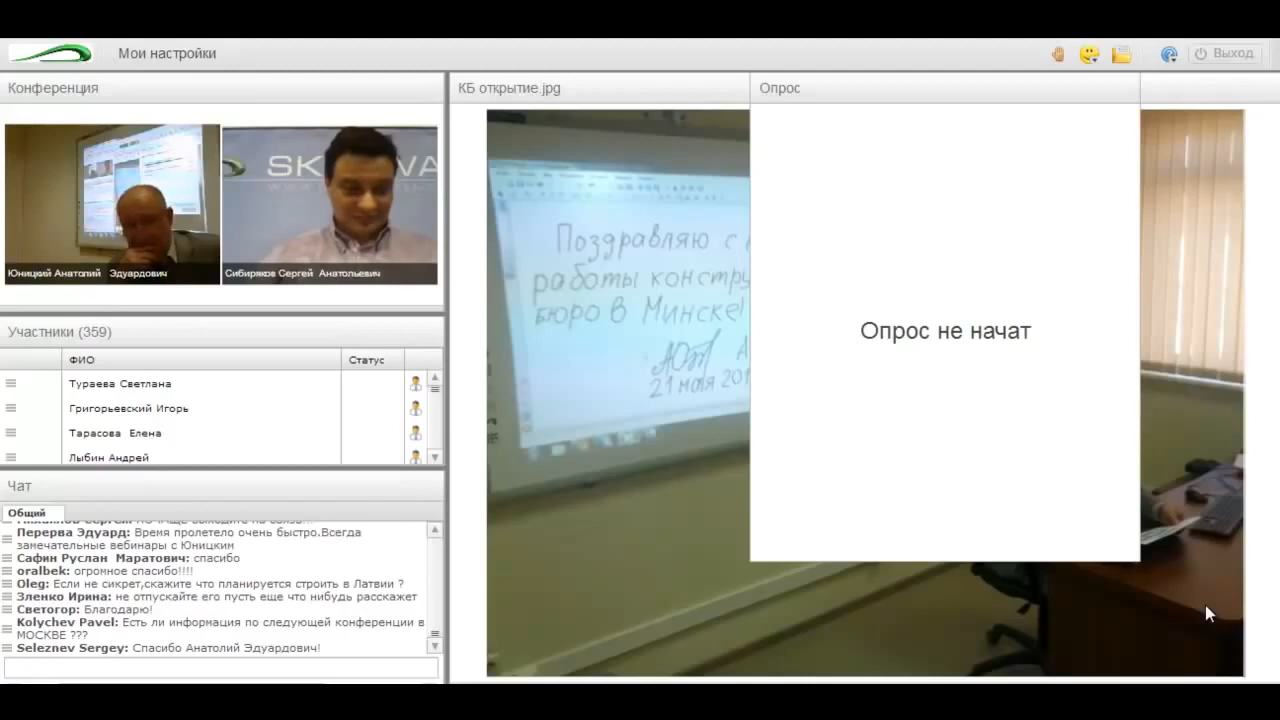 Мои настройки
Выход
Конференция
Юницкий Анатолий Эдуардович
Сибиряков Сергей Анатольевич
Участники (359)
ФИО Статус
Тураева Светлана
Григорьевский Игорь
Тарасова Елена
Лыбин Андрей
Чат
Общий
Перерва Эдуард: Время пролетело очень быстро.Всегда
замечательные вебинары с Юницким
Сафин Руслан Маратович: спасибо
oralbek: огромное спасибо!!!!
Oleg: Если не сикрет,скажите что планируется строить в Латвии ?
Зленко Ирина: не отпускайте его пусть еще что нибудь расскажет
Светогор: Благодарю!
Kolychev Pavel: Есть ли информация по следующей конференции в
МОСКВЕ ???
Seleznev Sergey: Спасибо Анатолий Эдуардович!
КБ открытие.jpg
Поздравляю с
работы констру
бюро в Минске!
21 мая 201
Опрос
Опрос не начат